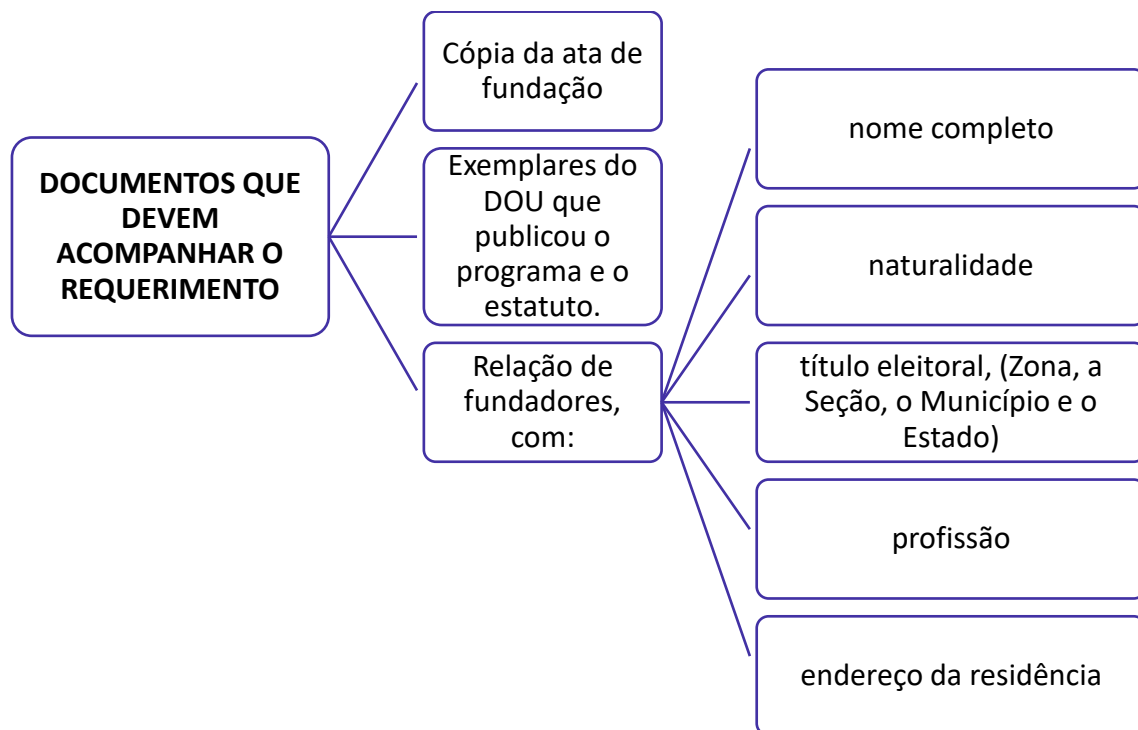 DOCUMENTOS QUE
DEVEM
ACOMPANHAR O
REQUERIMENTO
Cópia da ata de
fundação
Exemplares do
DOU que
publicou o
programa e o
estatuto.
Relação de
fundadores,
com:
nome completo
naturalidade
título eleitoral, (Zona, a
Seção, o Município e o
Estado)
profissão
endereço da residência